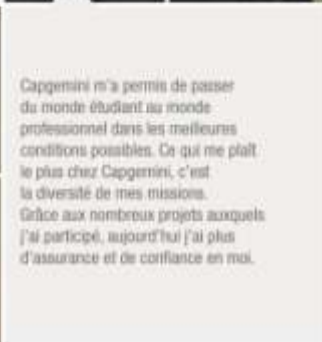 Capgemini m'a permis de passer
du monde étudiant au monde
professionnel dans les meilleures
conditions possibles. Ce qui me plaît
le plus chez Capgemini, c'est
la diversité de mes missions.
Grâce aux nombreux projets auxquels
j'ai participé, aujourd'hui j'ai plus
d'assurance et de confiance en moi.